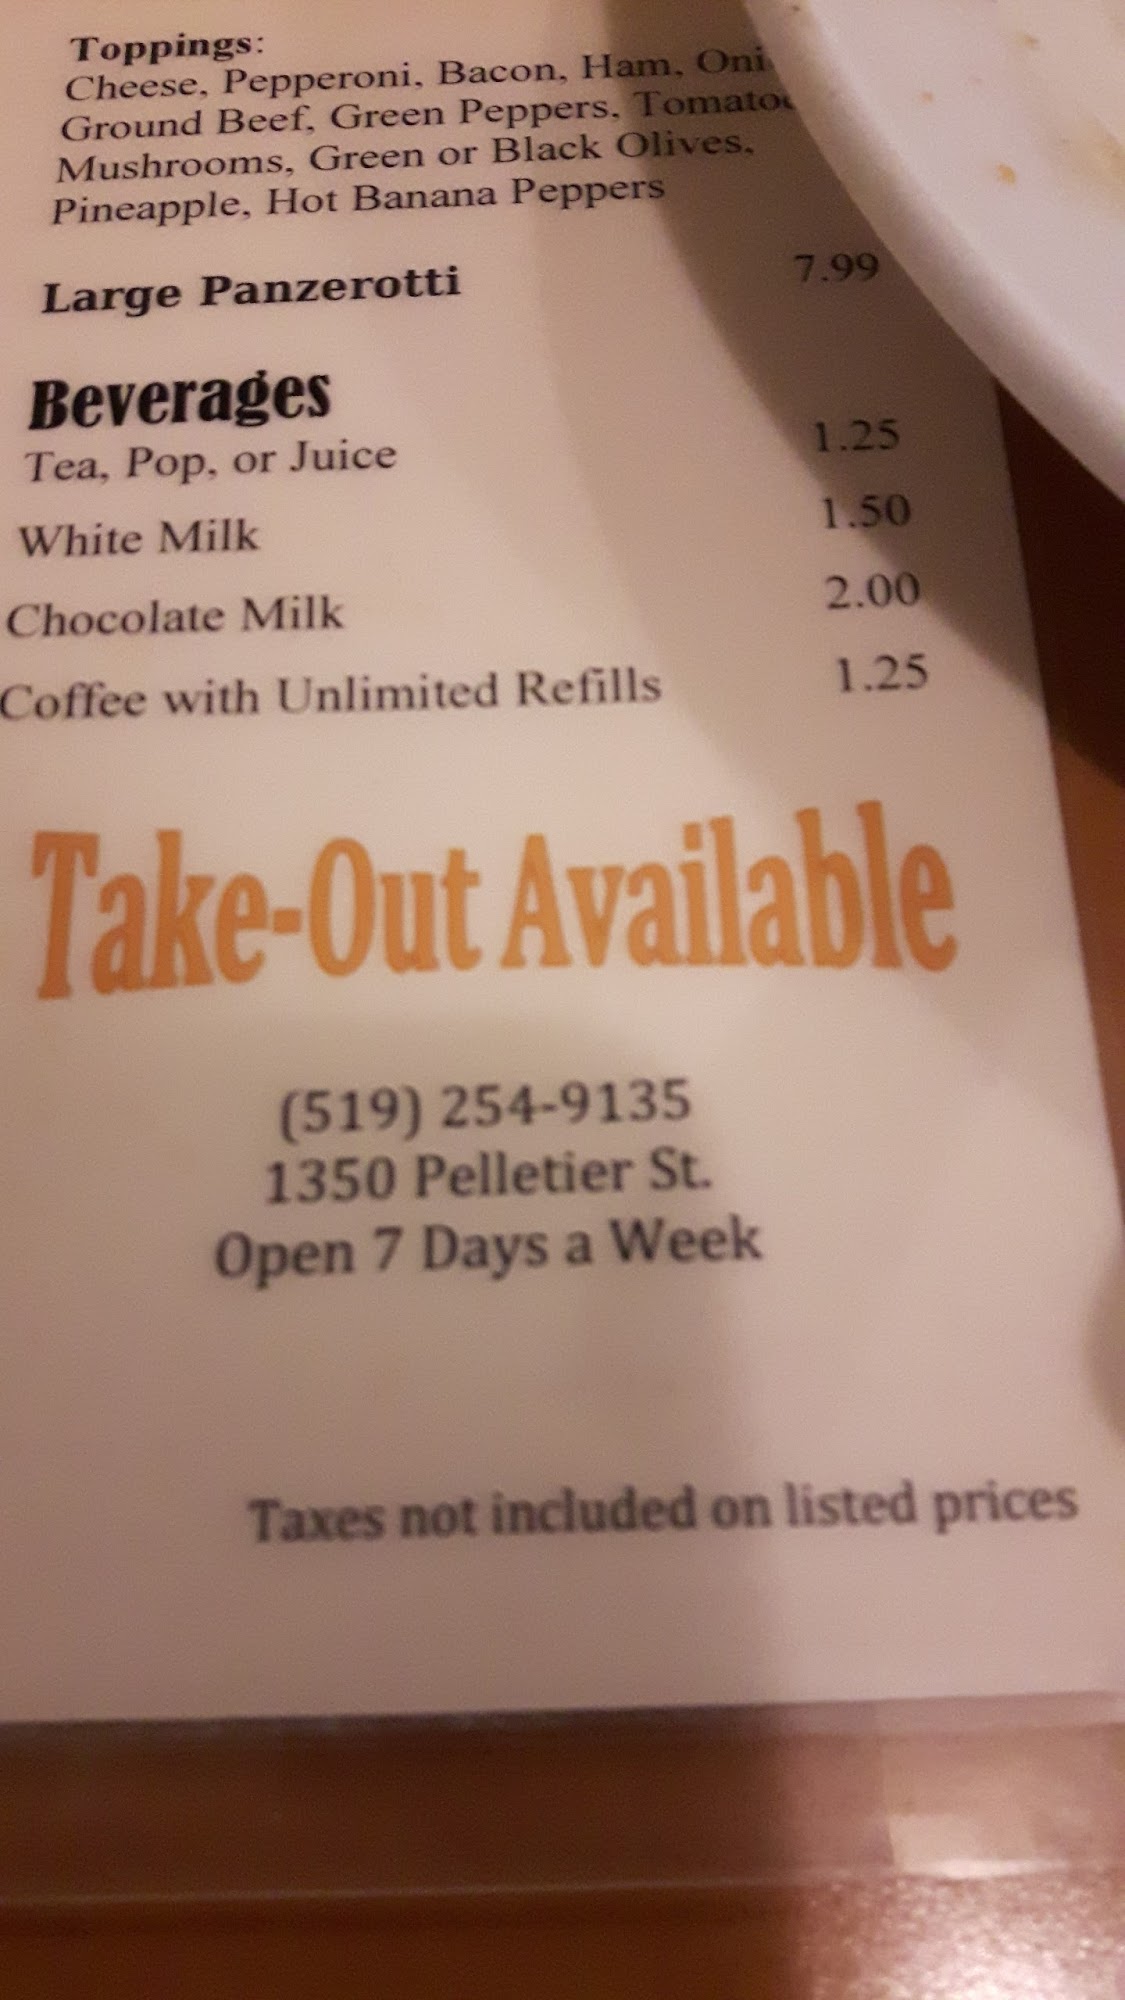 Toppings:
Cheese, Pepperoni, Bacon, Ham,
Ground Beef, Green Peppers,
Mushrooms, Green or Black Olives,
Pineapple, Hot Banana Peppers
Large Panzerotti 7.99
Beverages
Tea, Pop, or Juice 1.25
White Milk 1.50
Chocolate Milk 2.00
Coffee with Unlimited Refills 1.25
Take-Out Available
(519) 254-9135
1350 Pelletier St.
Open 7 Days a Week
Taxes not included on listed prices